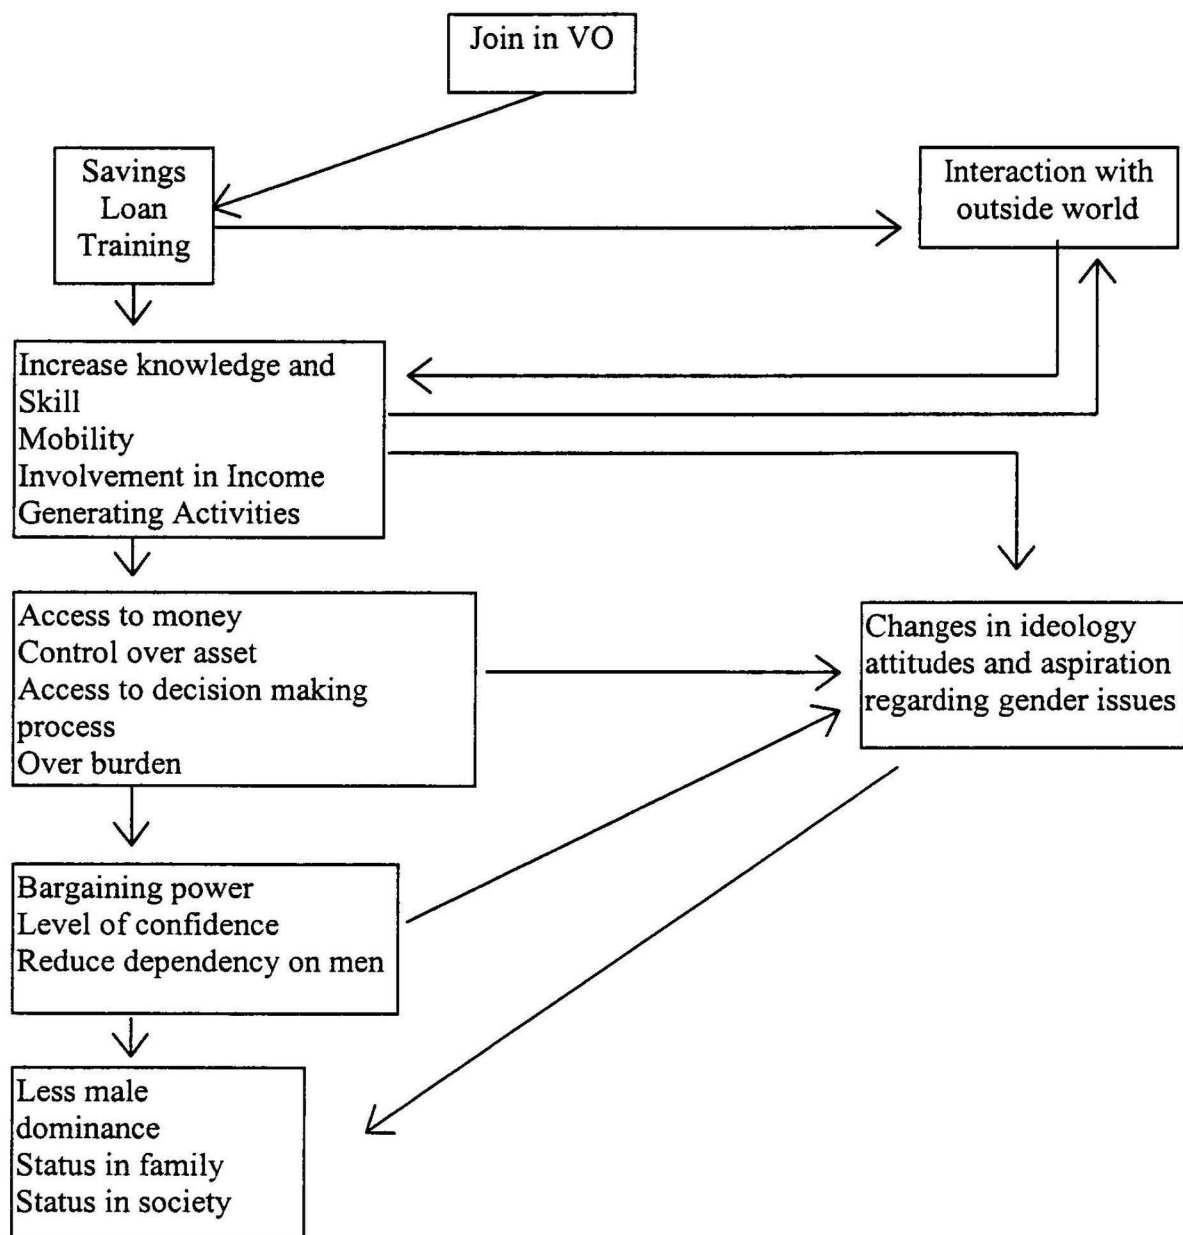 Join in VO
Savings
Loan
Training
Interaction with
outside world
Increase knowledge and
Skill
Mobility
Involvement in Income
Generating Activities
Access to money
Control over asset
Access to decision making
process
Over burden
Changes in ideology
attitudes and aspiration
regarding gender issues
Bargaining power
Level of confidence
Reduce dependency on men
Less male
dominance
Status in family
Status in society